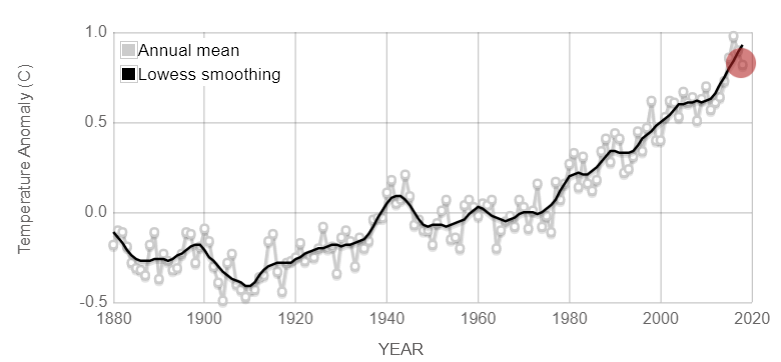 1.0
Annual mean
Lowess smoothing
Temperature Anomaly (C)
0.5
0.0
-0.5
1880 1900 1920 1940 1960 1980 2000 2020
YEAR